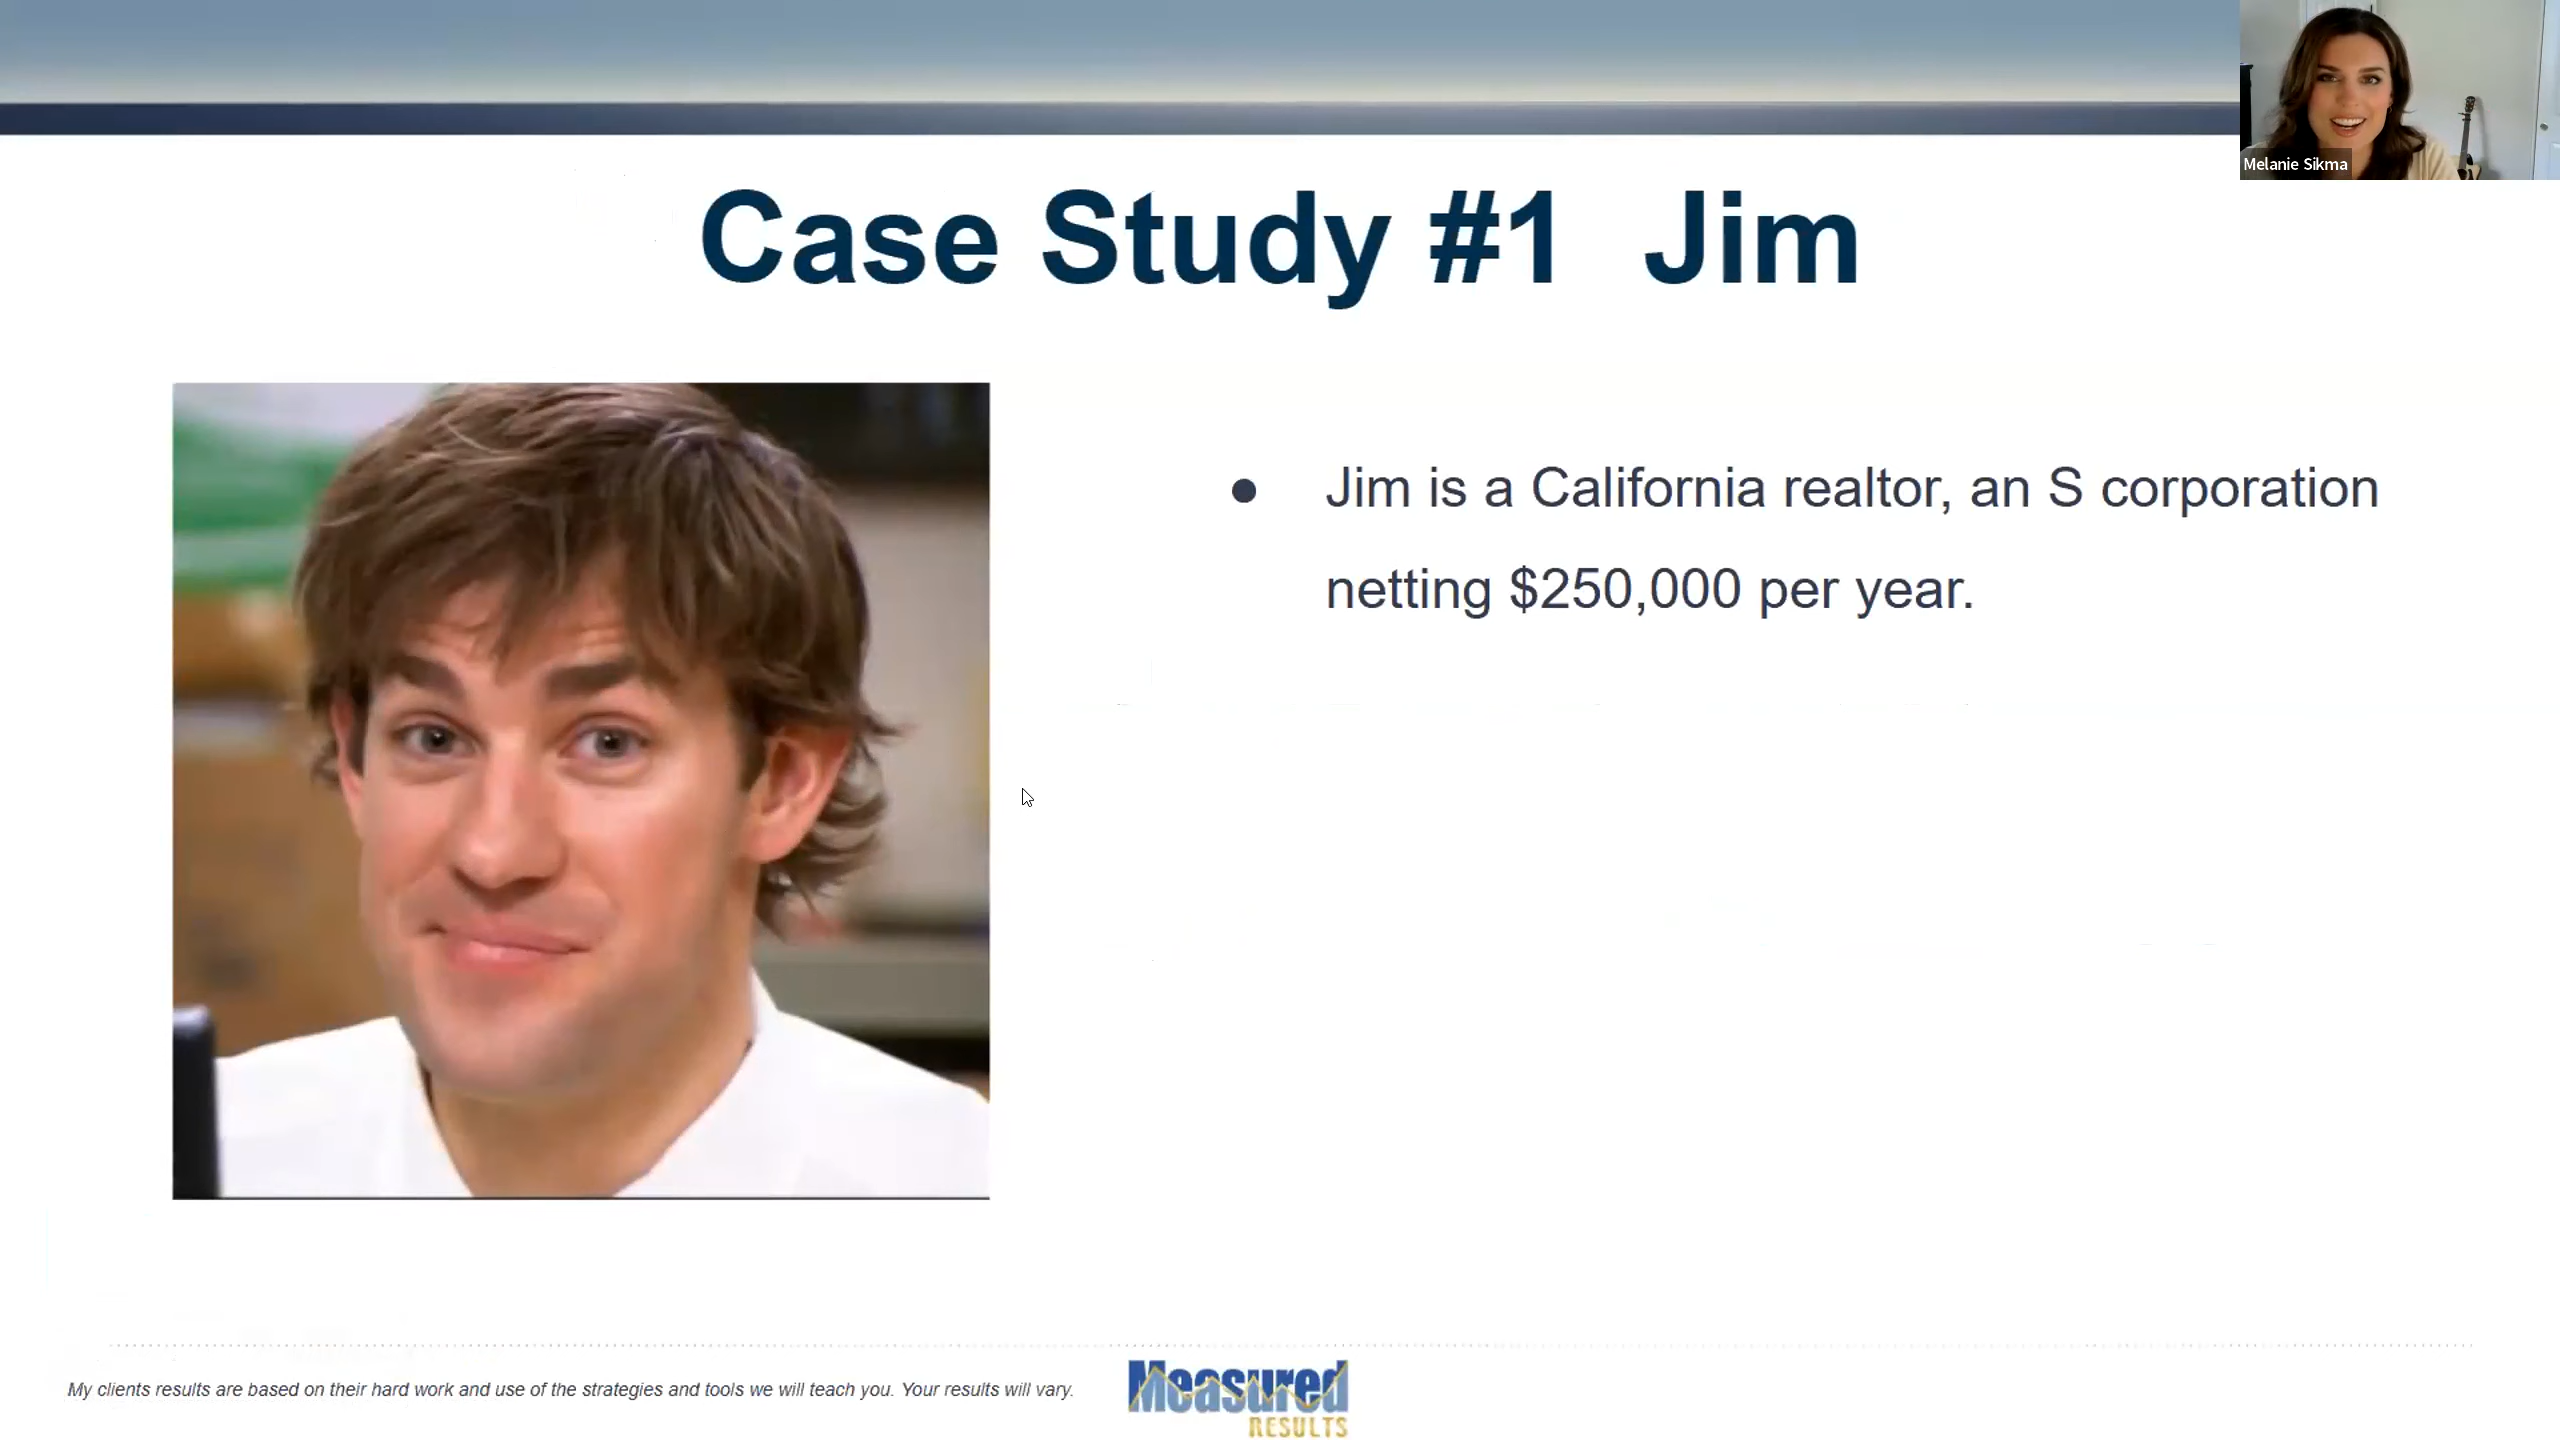 Melanie Sikma
Case Study #1 Jim
● Jim is a California realtor, an S corporation
netting $250,000 per year.
My clients results are based on their hard work and use of the strategies and tools we will teach you. Your results will vary.
Measured
RESULTS